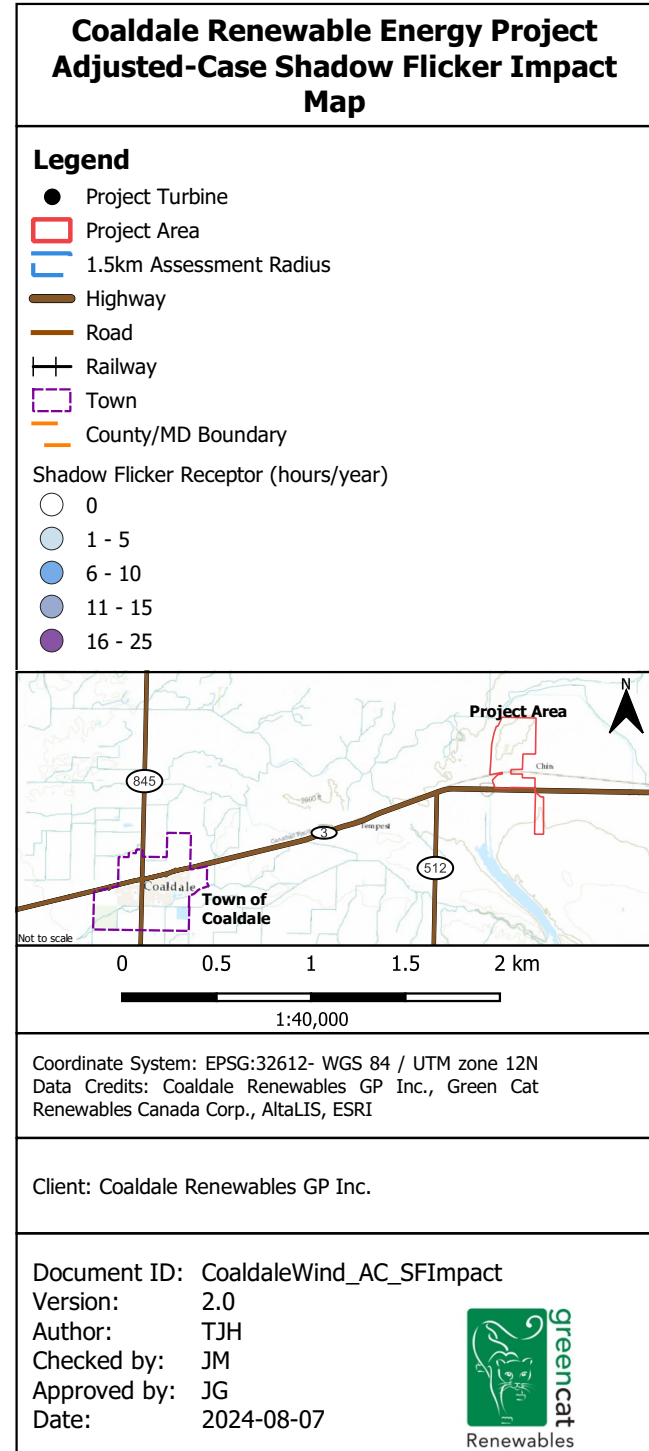 Coaldale Renewable Energy Project
Adjusted-Case Shadow Flicker Impact
Map
Legend
Project Turbine
Project Area
1.5km Assessment Radius
Highway
Road
Railway
Town
County/MD Boundary
Shadow Flicker Receptor (hours/year)
0
1 - 5
6 - 10
11 - 15
16 - 25
N
Project Area
Chin
845
3
Tempest
512
Coaldale
Town of
Coaldale
Not to scale
0 0.5 1 1.5 2 km
1:40,000
Coordinate System: EPSG:32612- WGS 84 / UTM zone 12N
Data Credits: Coaldale Renewables GP Inc., Green Cat
Renewables Canada Corp., AltaLIS, ESRI
Client: Coaldale Renewables GP Inc.
Document ID: CoaldaleWind_AC_SFImpact
Version: 2.0
Author: TJH
Checked by: JM
Approved by: JG
Date: 2024-08-07
greencat
Renewables